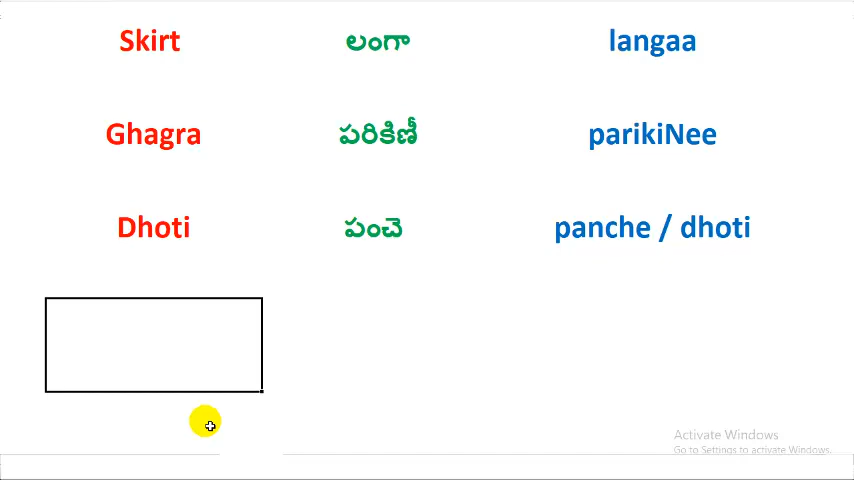 Skirt లంగా langaa
Ghagra పరికిణీ parikiNee
Dhoti పంచె panche / dhoti
Activate Windows
Go to Settings to activate Windows.